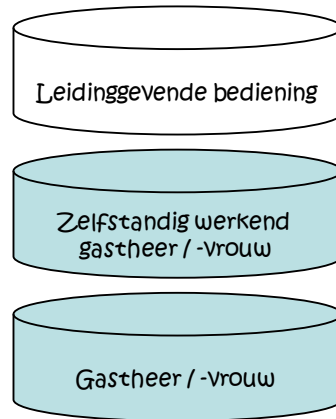 Leidinggevende bediening
Zelfstandig werkend
gastheer / -vrouw
Gastheer / -vrouw